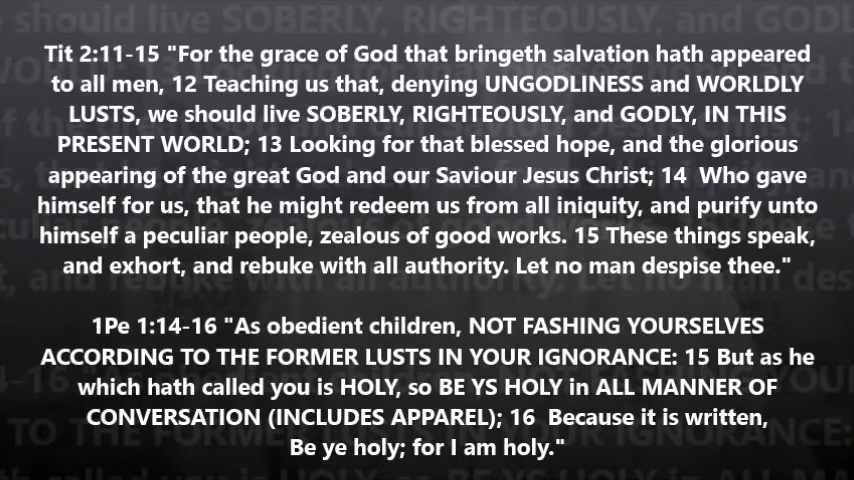 Tit 2:11-15 "For the grace of God that bringeth salvation hath appeared
to all men, 12 Teaching us that, denying UNGODLINESS and WORLDLY
LUSTS, we should live SOBERLY, RIGHTEOUSLY, and GODLY, IN THIS
PRESENT WORLD; 13 Looking for that blessed hope, and the glorious
appearing of the great God and our Saviour Jesus Christ; 14 Who gave
himself for us, that he might redeem us from all iniquity, and purify unto
himself a peculiar people, zealous of good works. 15 These things speak,
and exhort, and rebuke with all authority. Let no man despise thee."
1Pe 1:14-16 "As obedient children, NOT FASHING YOURSELVES
ACCORDING TO THE FORMER LUSTS IN YOUR IGNORANCE: 15 But as he
which hath called you is HOLY, so BE YS HOLY in ALL MANNER OF
CONVERSATION (INCLUDES APPAREL); 16 Because it is written,
Be ye holy; for I am holy."